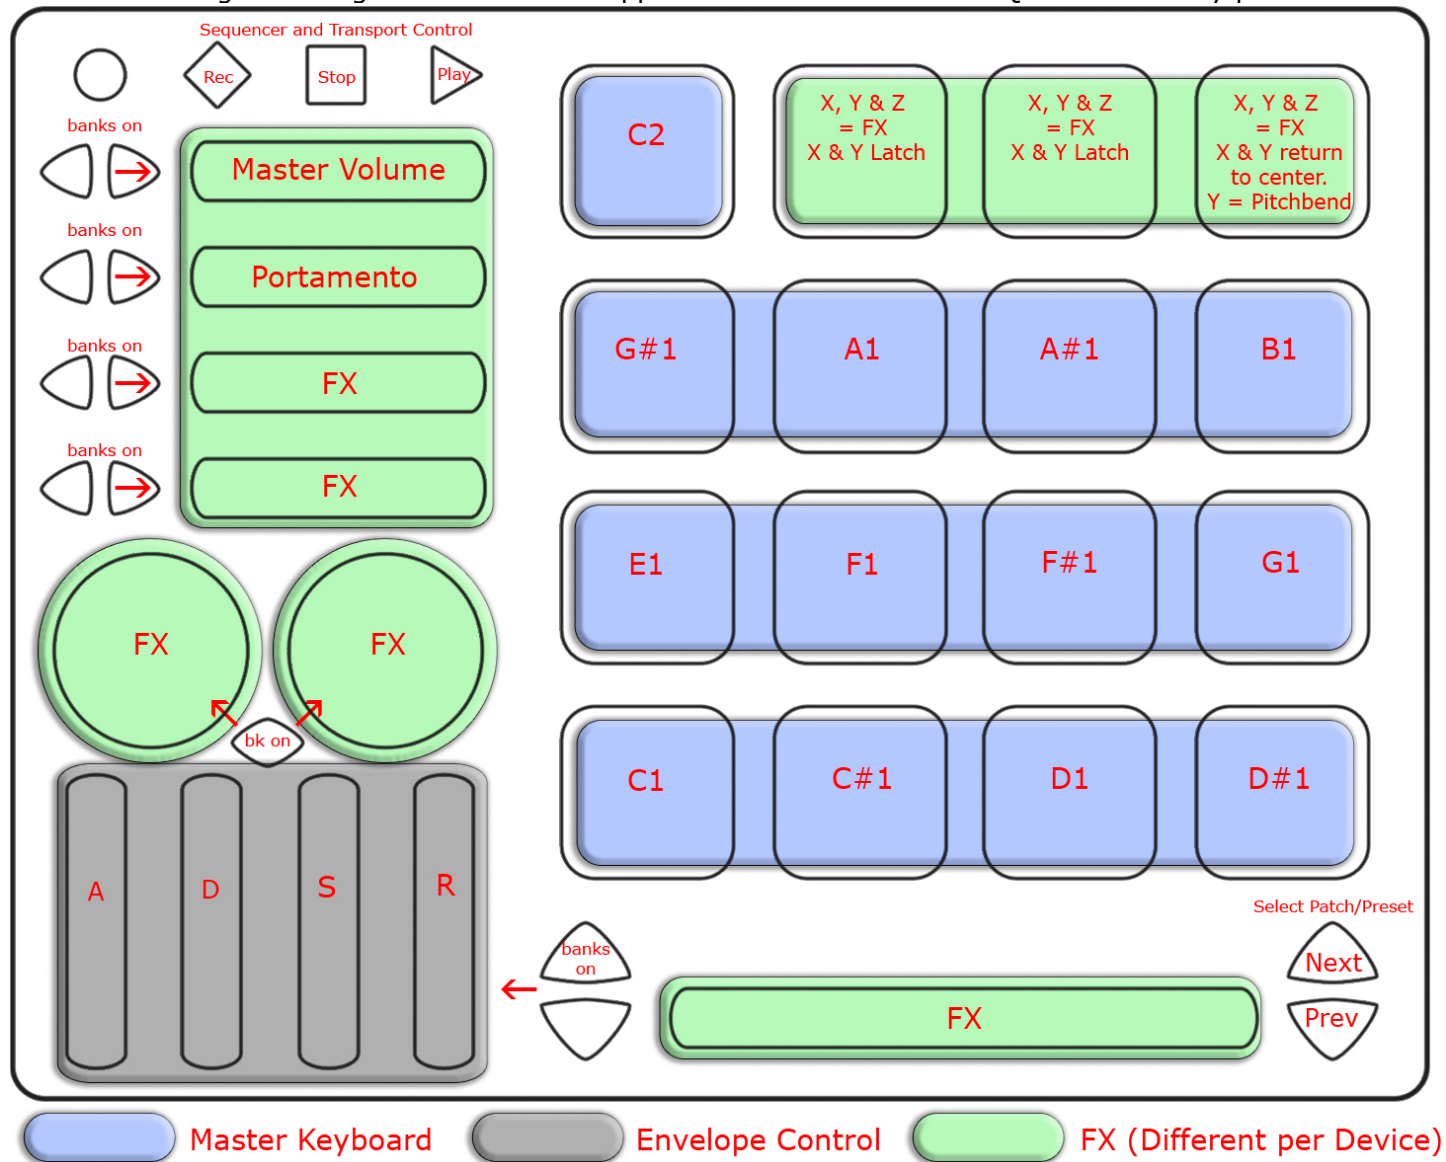 Sequencer and Transport Control
Rec
Stop
Play
banks on
Master Volume
banks on
Portamento
banks on
FX
banks on
FX
FX
FX
bk on
A
D
S
R
C2
X, Y & Z
= FX
X & Y Latch
X, Y & Z
= FX
X & Y Latch
X, Y & Z
= FX
X & Y return
to center.
Y = Pitchbend
G#1
A1
A#1
B1
E1
F1
F#1
G1
C1
C#1
D1
D#1
banks
on
FX
Select Patch/Preset
Next
Prev
Master Keyboard
Envelope Control
FX (Different per Device)